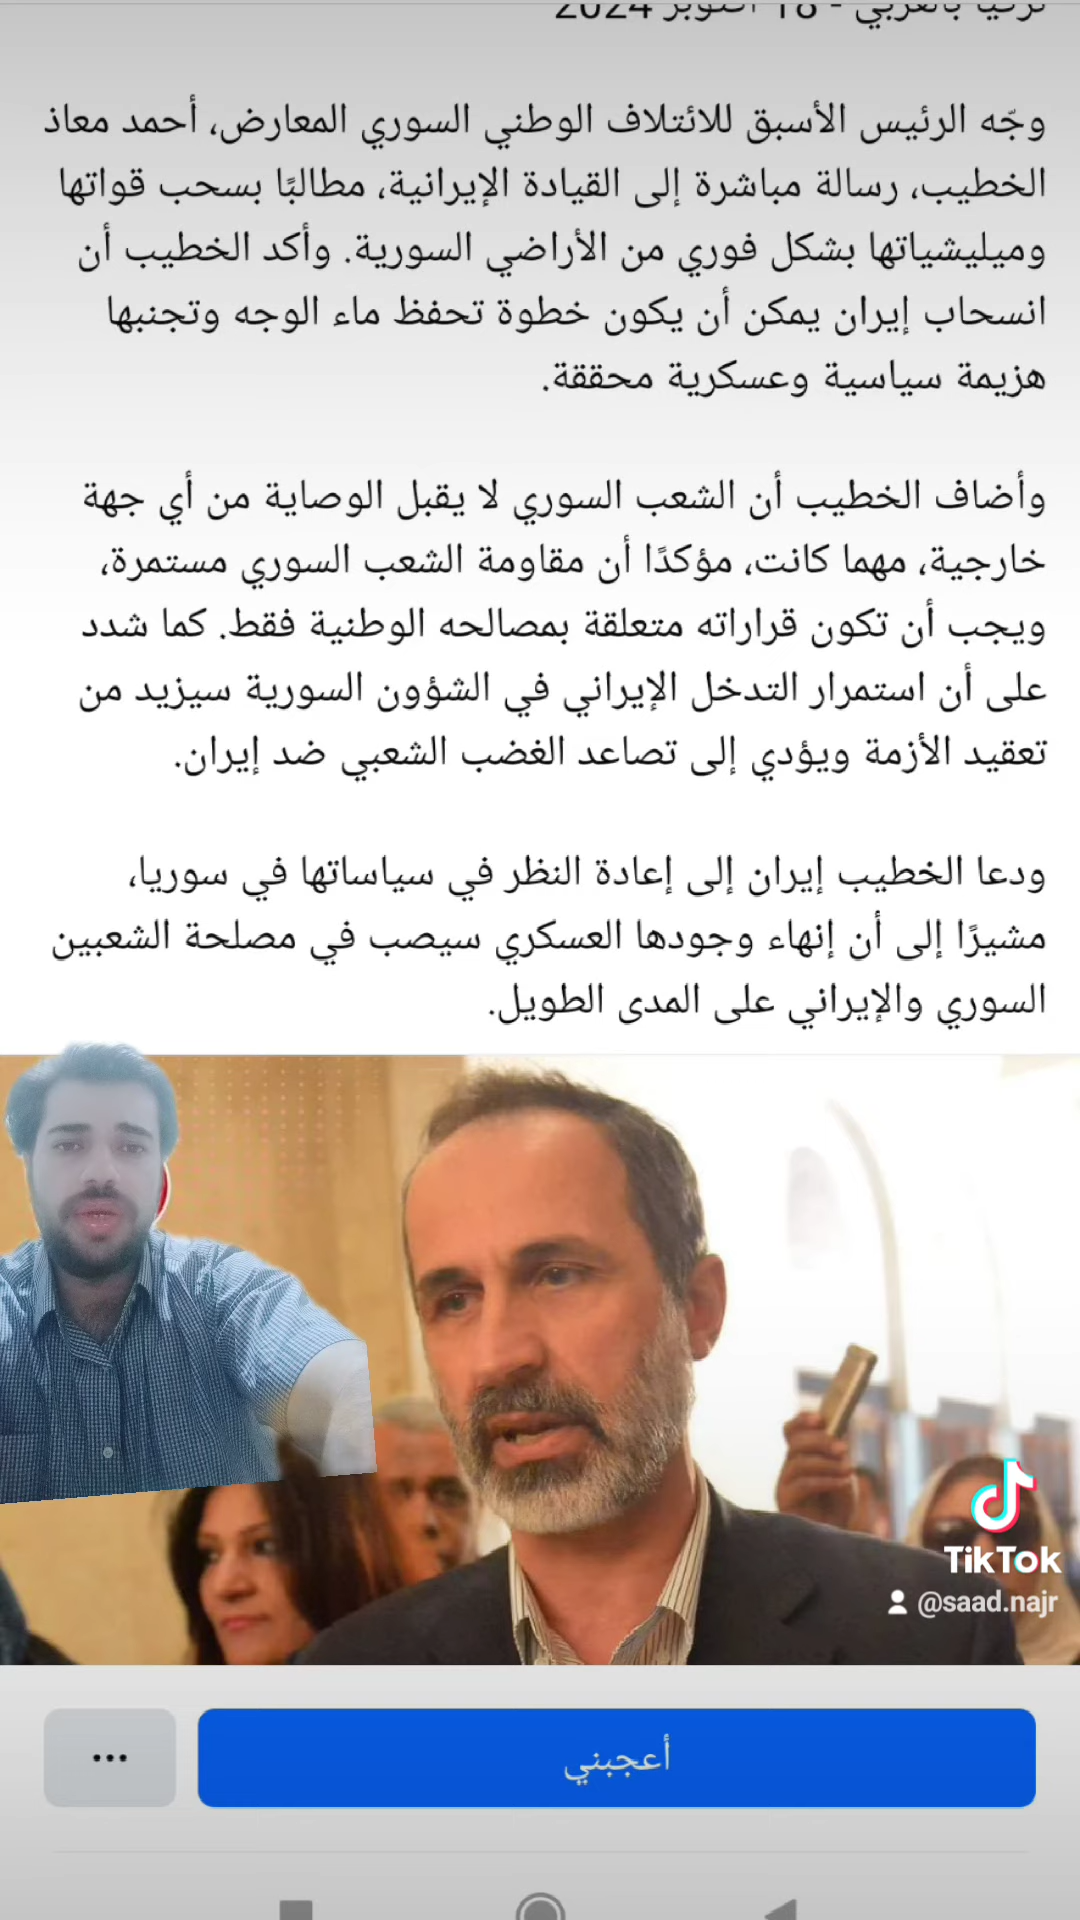 تركيا بالعربي - 18 أكتوبر 2024
وجّه الرئيس الأسبق للائتلاف الوطني السوري المعارض، أحمد معاذ
الخطيب، رسالة مباشرة إلى القيادة الإيرانية، مطالبًا بسحب قواتها
وميليشياتها بشكل فوري من الأراضي السورية. وأكد الخطيب أن
انسحاب إيران يمكن أن يكون خطوة تحفظ ماء الوجه وتجنبها
هزيمة سياسية وعسكرية محققة.
وأضاف الخطيب أن الشعب السوري لا يقبل الوصاية من أي جهة
خارجية، مهما كانت، مؤكدًا أن مقاومة الشعب السوري مستمرة،
ويجب أن تكون قراراته متعلقة بمصالحه الوطنية فقط. كما شدد
على أن استمرار التدخل الإيراني في الشؤون السورية سيزيد من
تعقيد الأزمة ويؤدي إلى تصاعد الغضب الشعبي ضد إيران.
ودعا الخطيب إيران إلى إعادة النظر في سياساتها في سوريا،
مشيرًا إلى أن إنهاء وجودها العسكري سيصب في مصلحة الشعبين
السوري والإيراني على المدى الطويل.
TikTok
@saad.najr
أعجبني